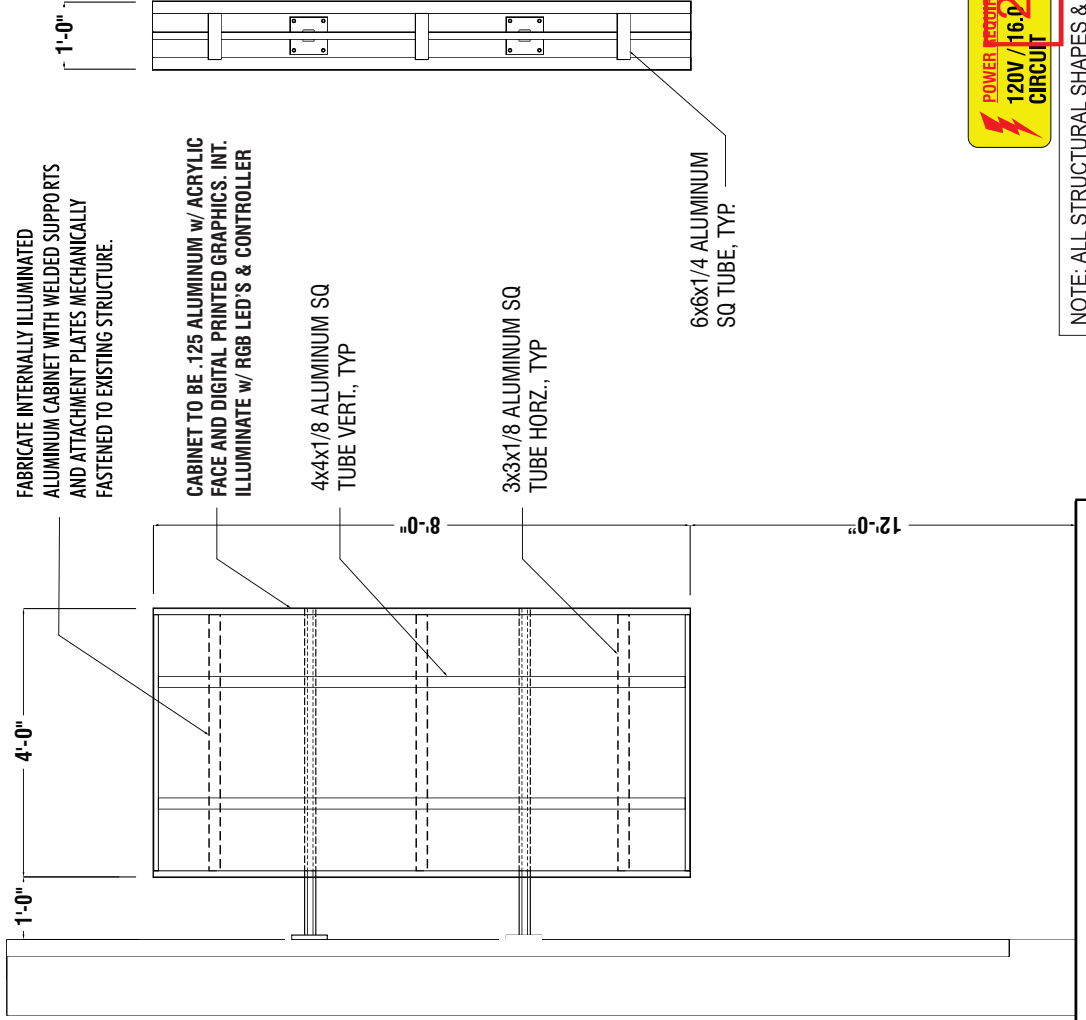 1'-0"
FABRICATE INTERNALLY ILLUMINATED
ALUMINUM CABINET WITH WELDED SUPPORTS
AND ATTACHMENT PLATES MECHANICALLY
FASTENED TO EXISTING STRUCTURE.
CABINET TO BE .125 ALUMINUM w/ ACRYLIC
FACE AND DIGITAL PRINTED GRAPHICS. INT.
ILLUMINATE w/ RGB LED'S & CONTROLLER
4x4x1/8 ALUMINUM SQ
TUBE VERT., TYP
3x3x1/8 ALUMINUM SQ
TUBE HORZ., TYP
6x6x1/4 ALUMINUM
SQ TUBE, TYP.
4'-0"
1'-0"
8'-0"
12'-0"
POWER
120V / 16.0
CIRCUIT
2
NOTE: ALL STRUCTURAL SHAPES &